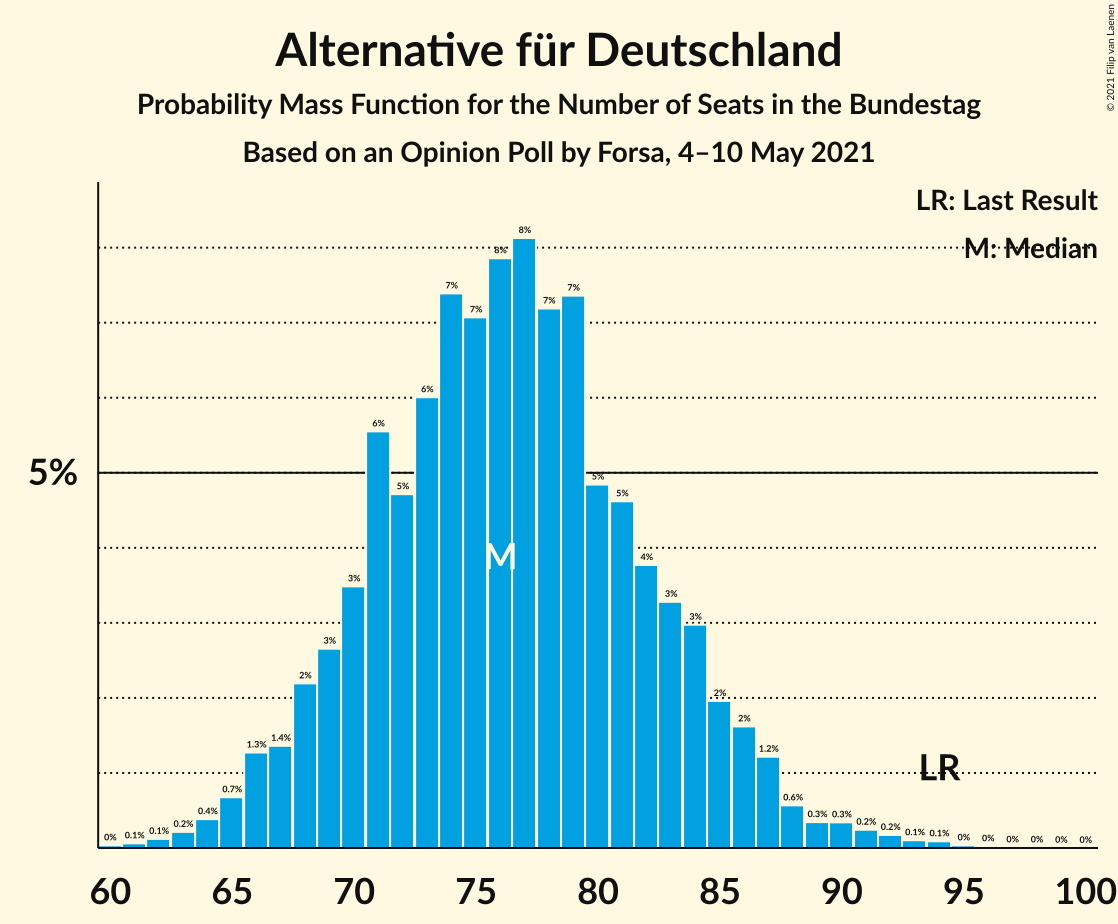 Alternative für Deutschland
Probability Mass Function for the Number of Seats in the Bundestag
Based on an Opinion Poll by Forsa, 4–10 May 2021
© 2021 Filip van Laenen
LR: Last Result
M: Median
5%
0% 0.1% 0.1% 0.2% 0.4% 0.7% 1.3% 1.4% 2% 3% 3% 6% 5% 6% 7% 7% 8% 8% 7% 7% 5% 5% 4% 3% 3% 2% 2% 1.2% 0.6% 0.3% 0.3% 0.2% 0.2% 0.1% 0.1% 0% 0% 0% 0% 0% 0%
M
LR
60 65 70 75 80 85 90 95 100